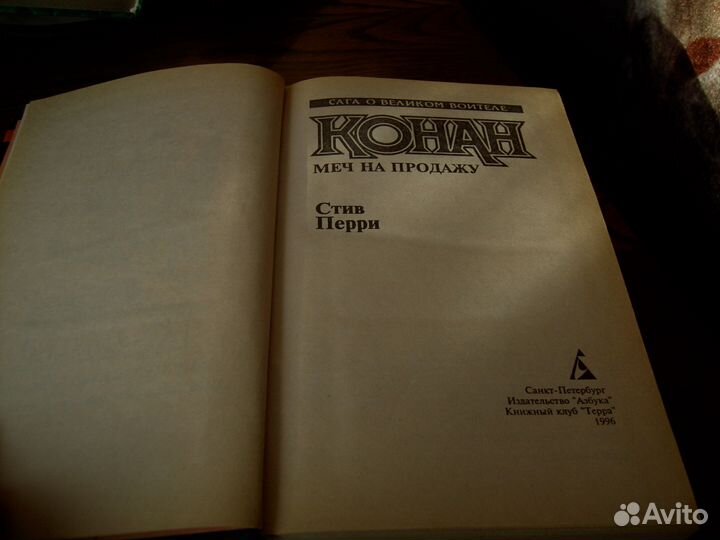 САГА О ВЕЛИКОМ ВОИТЕЛЕ
КОНАН
МЕЧ НА ПРОДАЖУ
Стив
Перри
Санкт-Петербург
Издательство "Азбука"
Книжный клуб "Терра"
1996
Avito